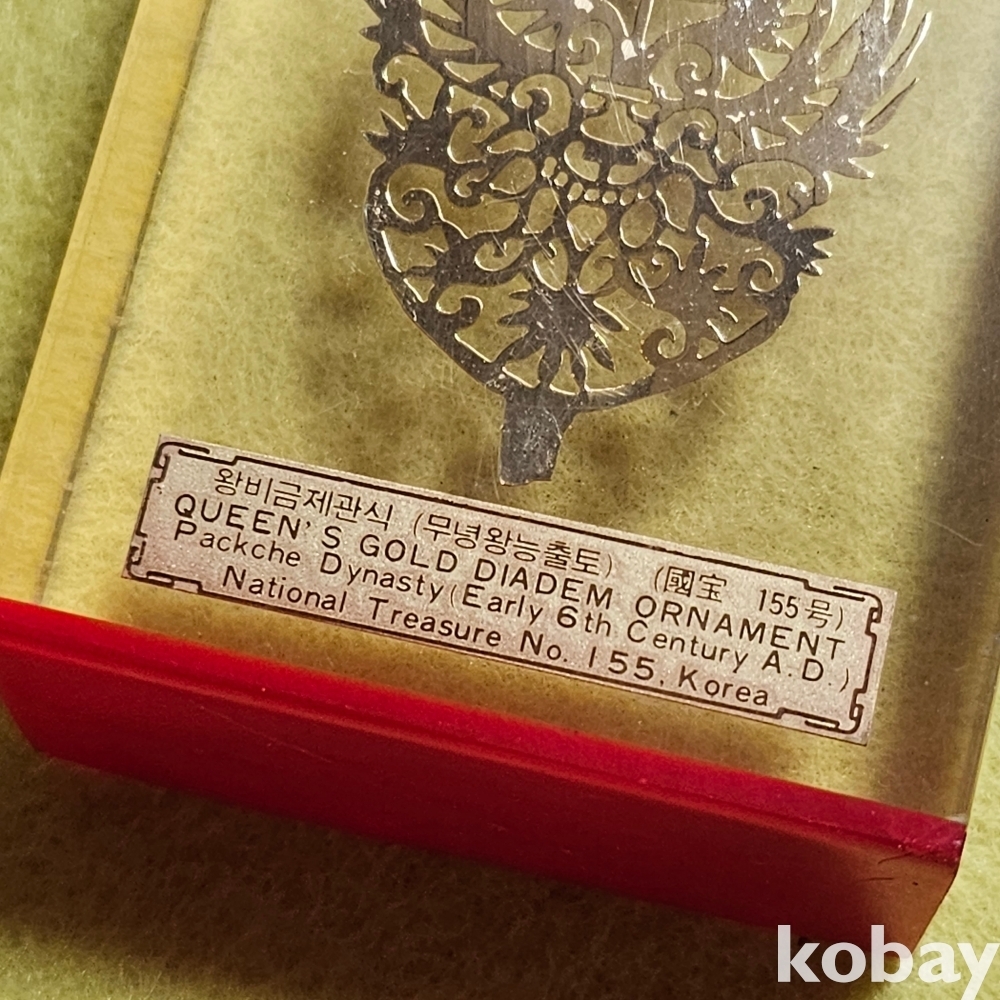 왕비금제관식 (무녕왕능출토) (國宝 155号)
QUEEN'S GOLD DIADEM ORNAMENT
Packche Dynasty (Early 6th Century A.D.)
National Treasure No. 155. Korea
kobay